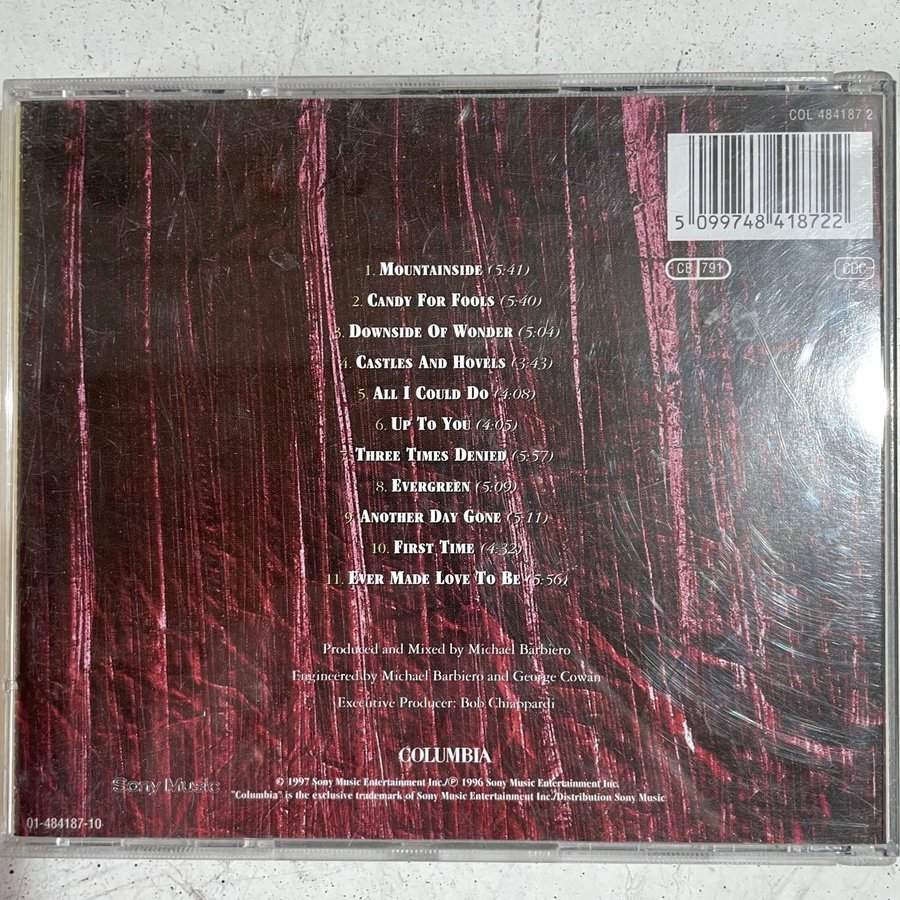 COL 484187 2
5 099748 418722
CB 791
CDC
1. MOUNTAINSIDE (5:41)
2. CANDY FOR FOOLS (5:40)
3. DOWNSIDE OF WONDER (5:04)
4. CASTLES AND HOVELS (3:43)
5. ALL I COULD DO (4:08)
6. UP TO YOU (4:05)
7. THREE TIMES DENIED (5:57)
8. EVERGREEN (5:09)
9. ANOTHER DAY GONE (5:11)
10. FIRST TIME (4:32)
11. EVER MADE LOVE TO BE (5:56)
Produced and Mixed by Michael Barbiero
Engineered by Michael Barbiero and George Cowan
Executive Producer: Bob Chiappardi
COLUMBIA
Sony Music
© 1997 Sony Music Entertainment Inc./℗ 1996 Sony Music Entertainment Inc.
"Columbia" is the exclusive trademark of Sony Music Entertainment Inc./Distribution Sony Music
01-484187-10